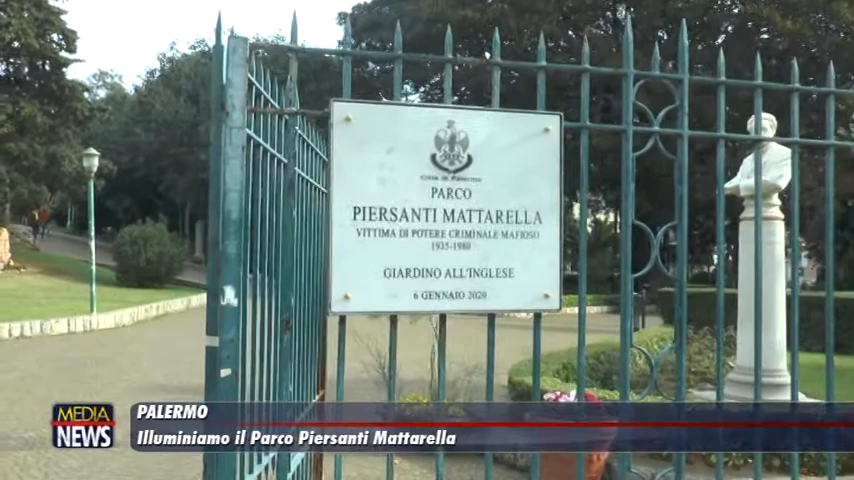 Città di Palermo
PARCO
PIERSANTI MATTARELLA
VITTIMA DI POTERE CRIMINALE MAFIOSO
1935-1980
GIARDINO ALL'INGLESE
6 GENNAIO 2020
MEDIA
NEWS
PALERMO
Illuminiamo il Parco Piersanti Mattarella